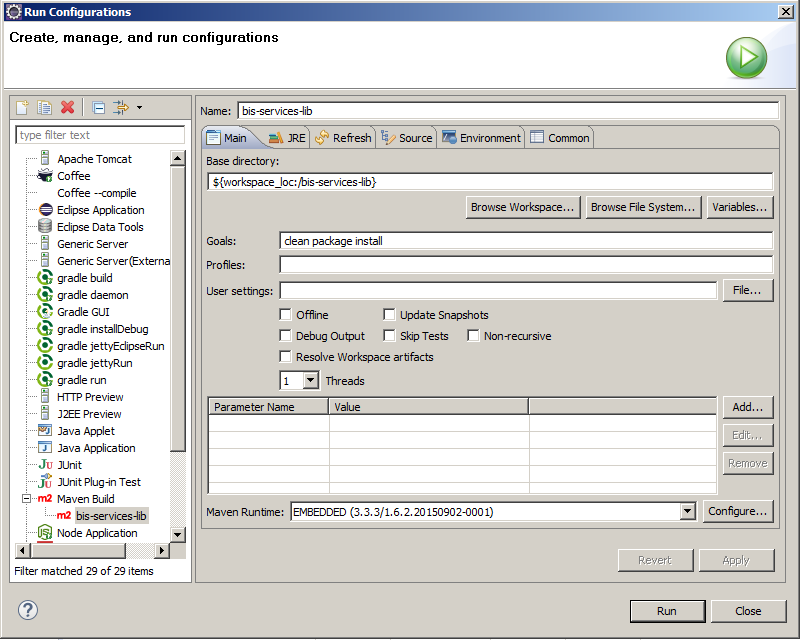 Run Configurations
Create, manage, and run configurations
type filter text
Apache Tomcat
Coffee
Coffee --compile
Eclipse Application
Eclipse Data Tools
Generic Server
Generic Server(Externa
gradle build
gradle daemon
Gradle GUI
gradle installDebug
gradle jettyEclipseRun
gradle jettyRun
gradle run
HTTP Preview
J2EE Preview
Java Applet
Java Application
Ju JUnit
Jü JUnit Plug-in Test
m2 Maven Build
m2 bis-services-lib
Node Application
Filter matched 29 of 29 items
Name: bis-services-lib
Main JRE Refresh Source Environment Common
Base directory:
${workspace_loc:/bis-services-lib}
Browse Workspace... Browse File System... Variables...
Goals: clean package install
Profiles:
User settings: File...
Offline Update Snapshots
Debug Output Skip Tests Non-recursive
Resolve Workspace artifacts
1 Threads
Parameter Name Value Add...
Edit...
Remove
Maven Runtime: EMBEDDED (3.3.3/1.6.2.20150902-0001) Configure...
Revert Apply
? Run Close